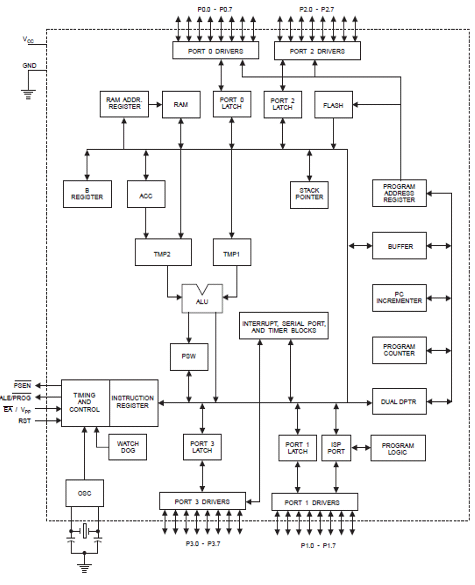 P0.0 - P0.7
P2.0 - P2.7
VCC
GND
PORT 0 DRIVERS
PORT 2 DRIVERS
RAM ADDR.
REGISTER
RAM
PORT 0
LATCH
PORT 2
LATCH
FLASH
B
REGISTER
ACC
STACK
POINTER
PROGRAM
ADDRESS
REGISTER
TMP2
TMP1
BUFFER
ALU
PC
INCREMENTER
INTERRUPT, SERIAL PORT,
AND TIMER BLOCKS
PSW
PROGRAM
COUNTER
PSEN
ALE/PROG
EA / VPP
RST
TIMING
AND
CONTROL
INSTRUCTION
REGISTER
DUAL DPTR
WATCH
DOG
PORT 3
LATCH
PORT 1
LATCH
ISP
PORT
PROGRAM
LOGIC
OSC
PORT 3 DRIVERS
PORT 1 DRIVERS
P3.0 - P3.7
P1.0 - P1.7